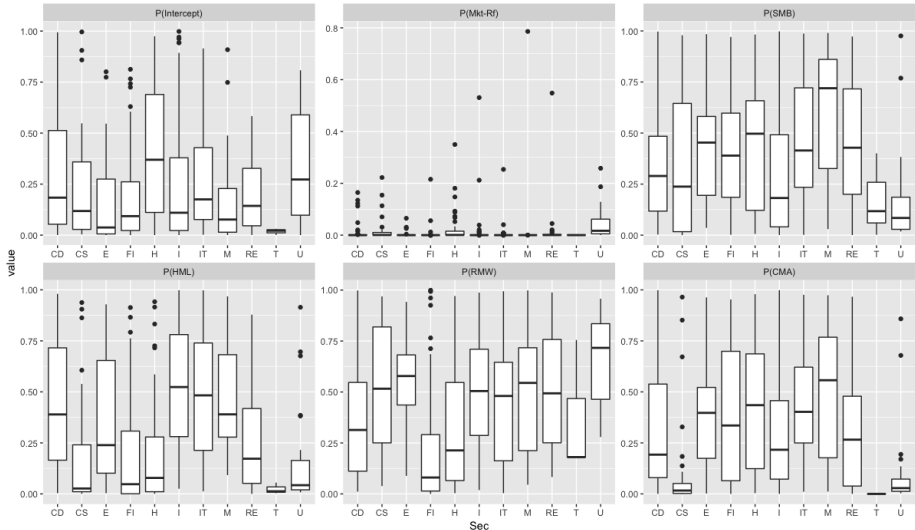 P(Intercept)
P(Mkt-Rf)
P(SMB)
1.00
0.75
0.50
0.25
0.00
0.8
0.6
0.4
0.2
0.0
1.00
0.75
0.50
0.25
0.00
CD CS E FI H I IT M RE T U
CD CS E FI H I IT M RE T U
CD CS E FI H I IT M RE T U
value
P(HML)
P(RMW)
P(CMA)
1.00
0.75
0.50
0.25
0.00
1.00
0.75
0.50
0.25
0.00
1.00
0.75
0.50
0.25
0.00
CD CS E FI H I IT M RE T U
CD CS E FI H I IT M RE T U
CD CS E FI H I IT M RE T U
Sec